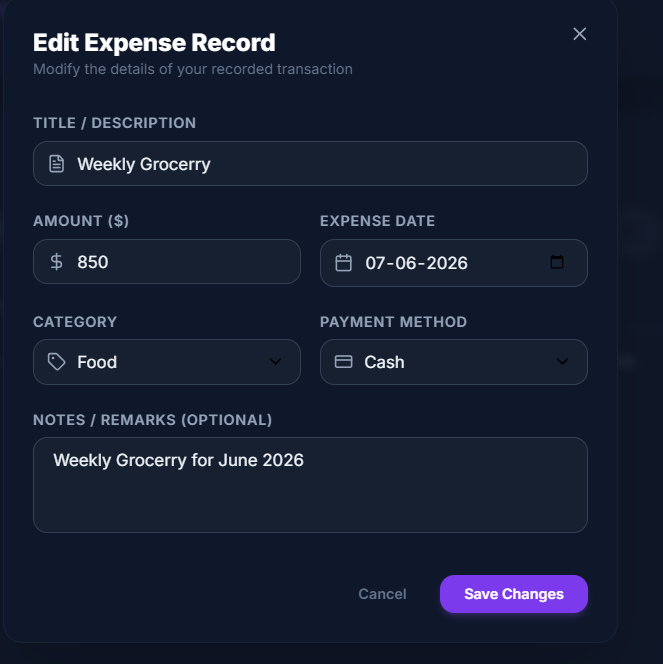 Edit Expense Record
Modify the details of your recorded transaction
TITLE / DESCRIPTION
Weekly Grocerry
AMOUNT ($) EXPENSE DATE
$ 850 07-06-2026
CATEGORY PAYMENT METHOD
Food Cash
NOTES / REMARKS (OPTIONAL)
Weekly Grocerry for June 2026
Cancel Save Changes